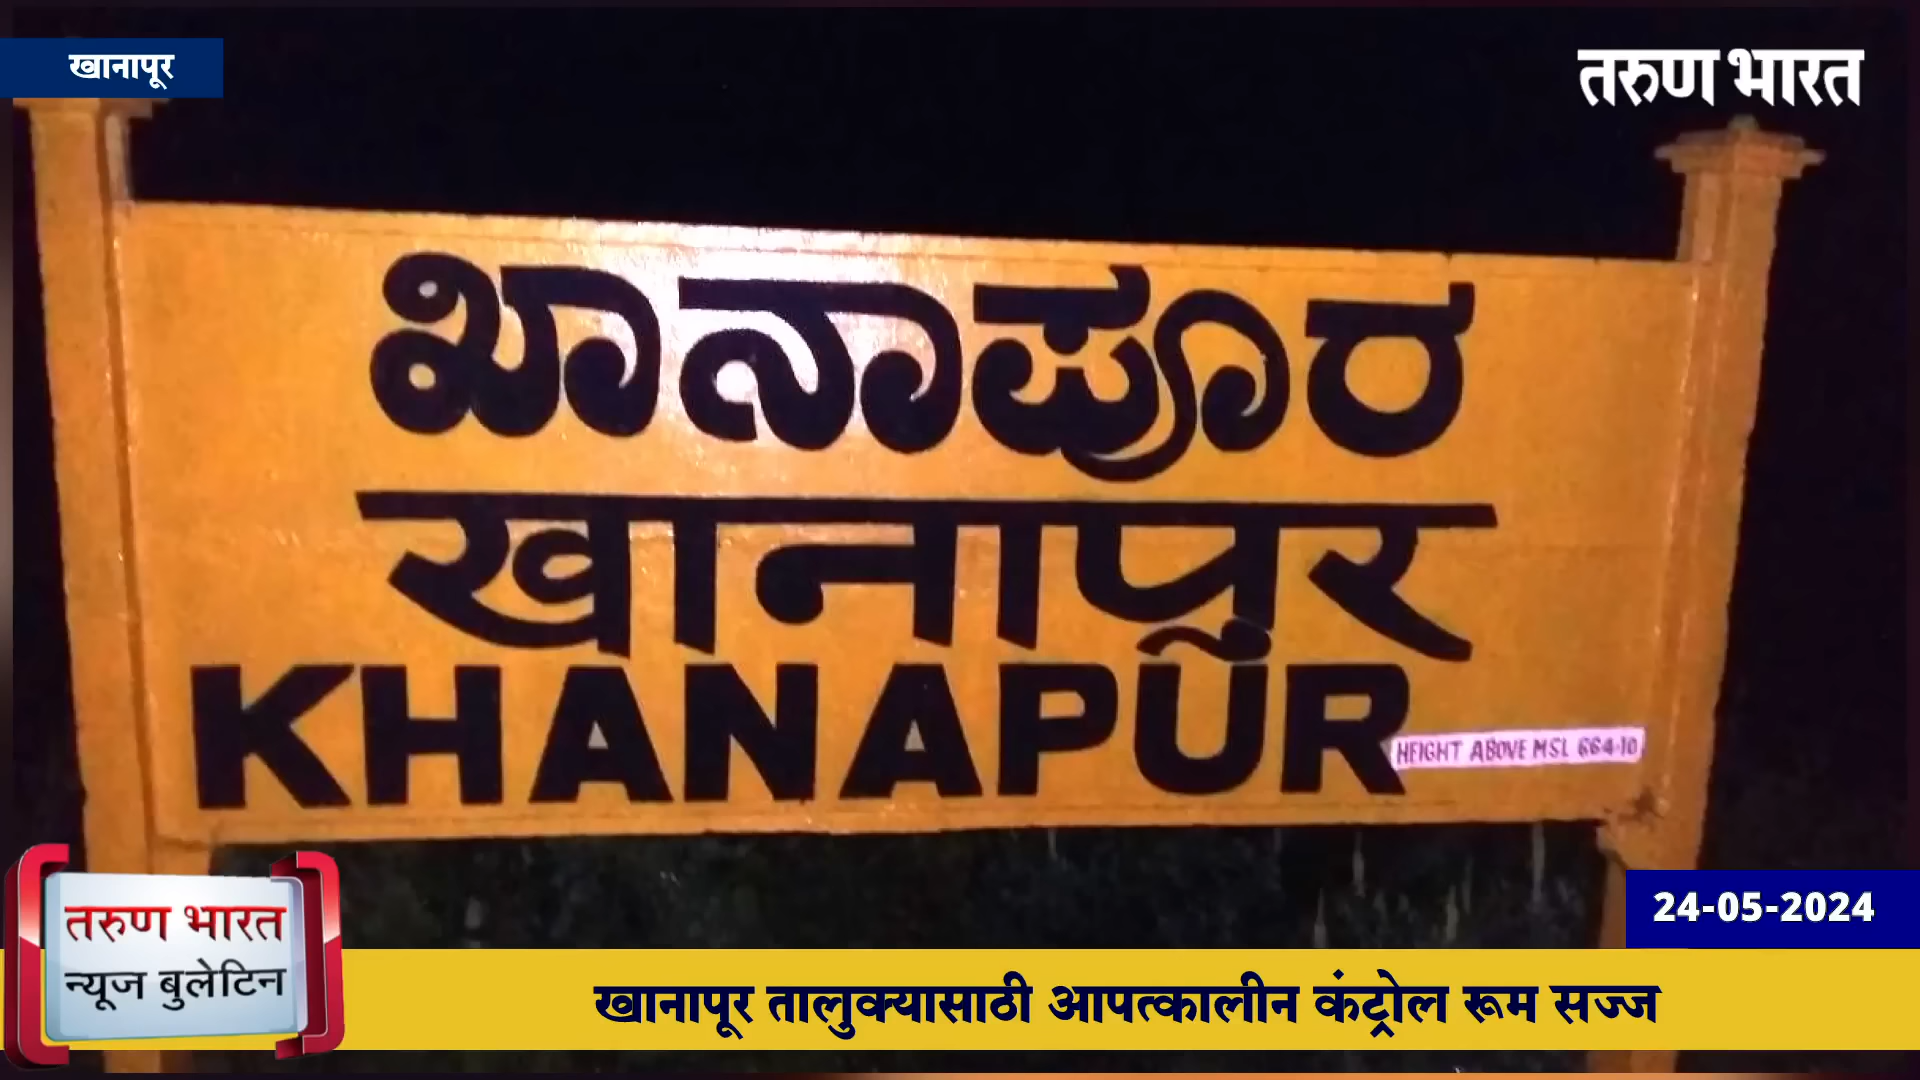 खानापूर
तरुण भारत
ಖಾನಾಪೂರ
खानापुर
KHANAPUR
HEIGHT ABOVE MSL 664·10
24-05-2024
तरुण भारत
न्यूज बुलेटिन
खानापूर तालुक्यासाठी आपत्कालीन कंट्रोल रूम सज्ज